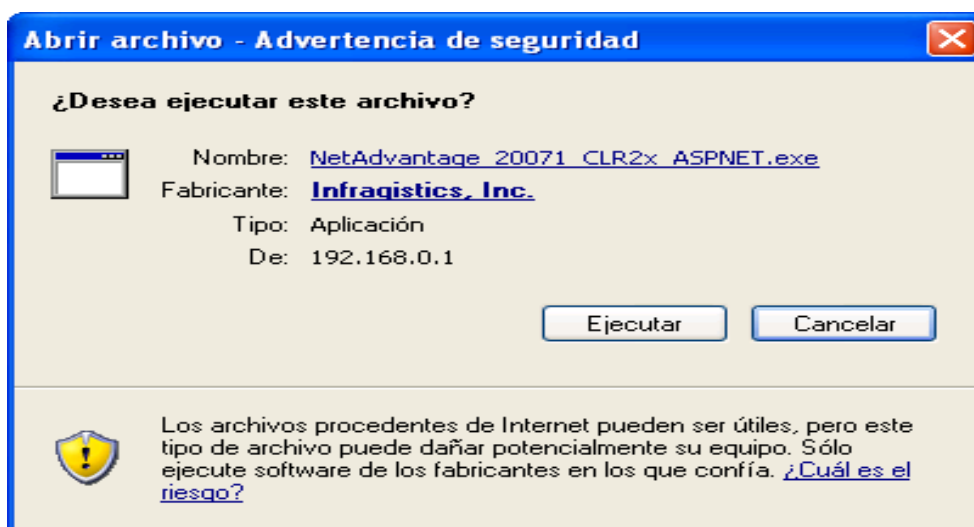 Abrir archivo - Advertencia de seguridad
¿Desea ejecutar este archivo?
Nombre: NetAdvantage_20071_CLR2x_ASPNET.exe
Fabricante: Infragistics, Inc.
Tipo: Aplicación
De: 192.168.0.1
Ejecutar Cancelar
Los archivos procedentes de Internet pueden ser útiles, pero este
tipo de archivo puede dañar potencialmente su equipo. Sólo
ejecute software de los fabricantes en los que confía. ¿Cuál es el
riesgo?